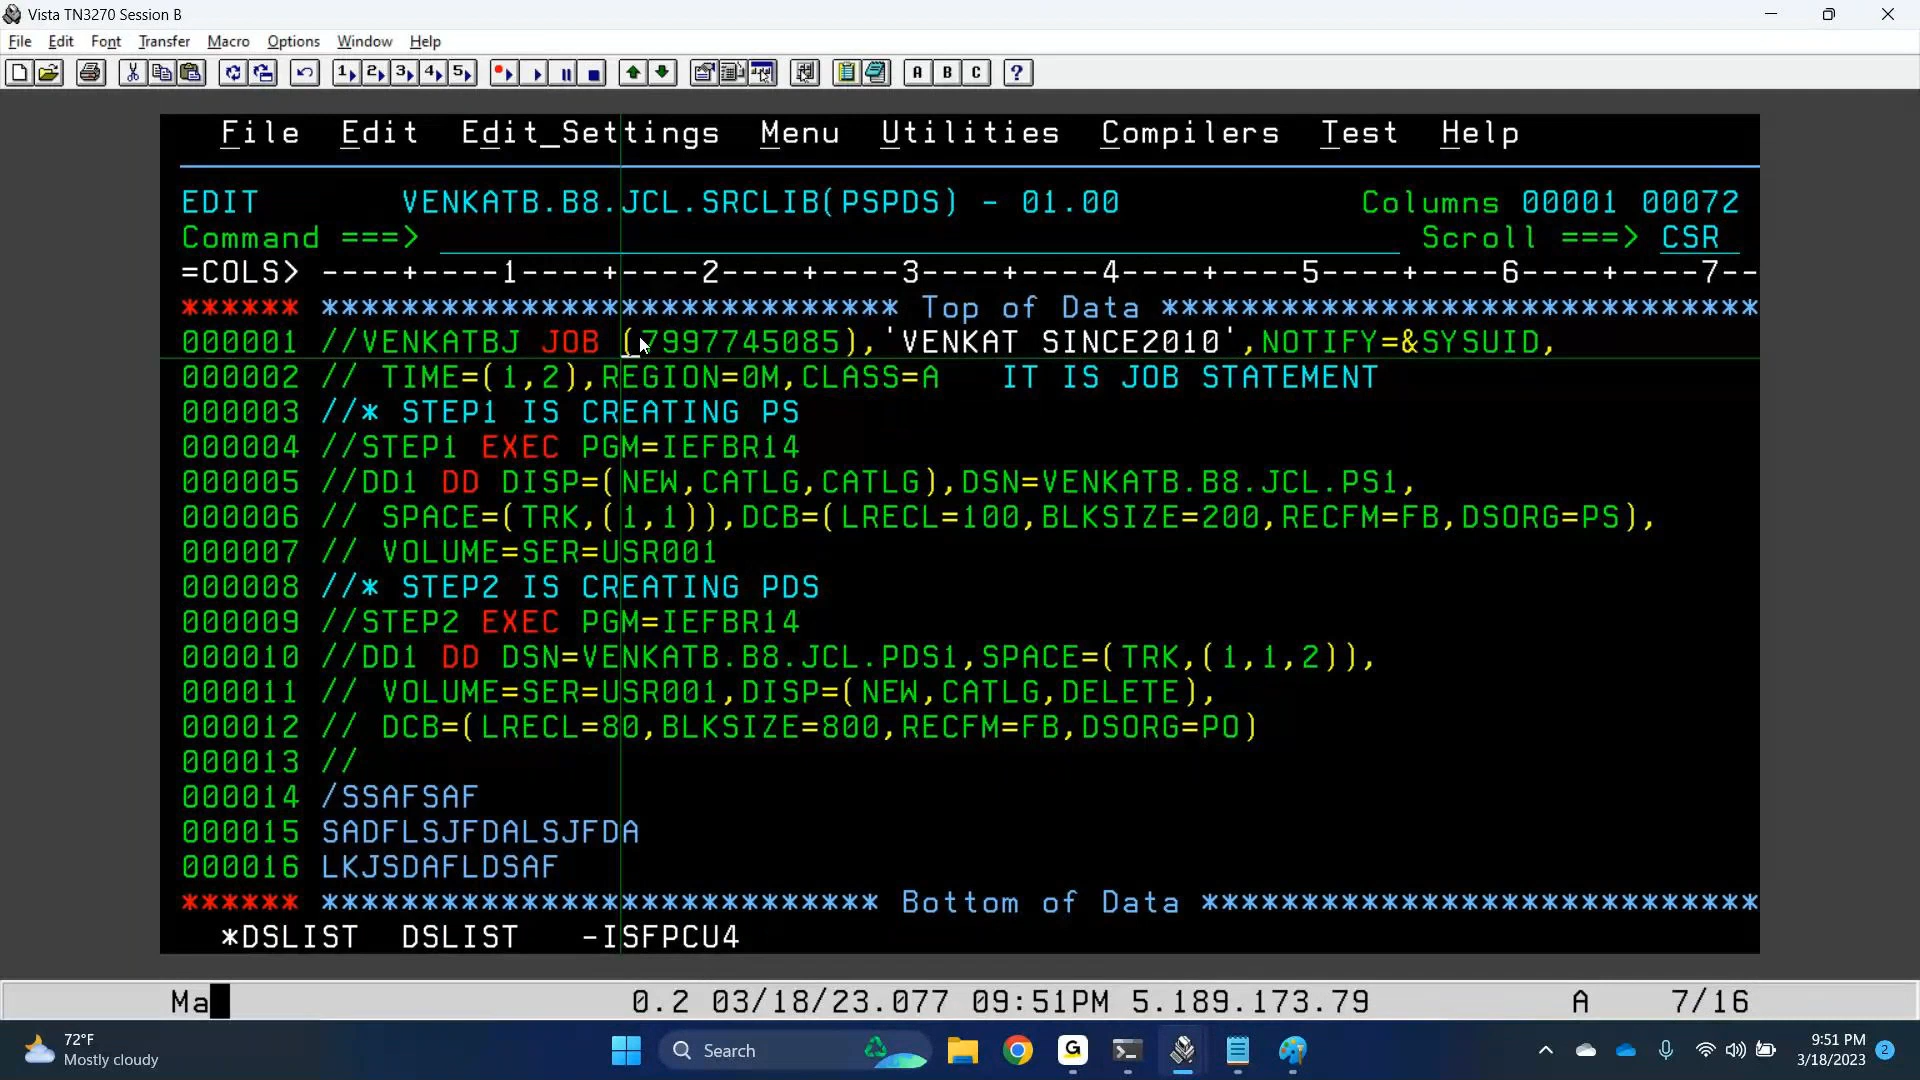 Vista TN3270 Session B
File Edit Font Transfer Macro Options Window Help
1 2 3 4 5 A B C ?
File Edit Edit_Settings Menu Utilities Compilers Test Help
EDIT VENKATB.B8.JCL.SRCLIB(PSPDS) - 01.00 Columns 00001 00072
Command ===> Scroll ===> CSR
=COLS> ----+----1----+----2----+----3----+----4----+----5----+----6----+----7--
****** **************************** Top of Data ******************************
000001 //VENKATBJ JOB (7997745085),'VENKAT SINCE2010',NOTIFY=&SYSUID,
000002 // TIME=(1,2),REGION=0M,CLASS=A   IT IS JOB STATEMENT
000003 //* STEP1 IS CREATING PS
000004 //STEP1 EXEC PGM=IEFBR14
000005 //DD1 DD DISP=(NEW,CATLG,CATLG),DSN=VENKATB.B8.JCL.PS1,
000006 // SPACE=(TRK,(1,1)),DCB=(LRECL=100,BLKSIZE=200,RECFM=FB,DSORG=PS),
000007 // VOLUME=SER=USR001
000008 //* STEP2 IS CREATING PDS
000009 //STEP2 EXEC PGM=IEFBR14
000010 //DD1 DD DSN=VENKATB.B8.JCL.PDS1,SPACE=(TRK,(1,1,2)),
000011 // VOLUME=SER=USR001,DISP=(NEW,CATLG,DELETE),
000012 // DCB=(LRECL=80,BLKSIZE=800,RECFM=FB,DSORG=PO)
000013 //
000014 /SSAFSAF
000015 SADFLSJFDALSJFDA
000016 LKJSDAFLDSAF
****** **************************** Bottom of Data ****************************
*DSLIST DSLIST -ISFPCU4
Ma 0.2 03/18/23.077 09:51PM 5.189.173.79 A 7/16
72°F
Mostly cloudy
Search
G
9:51 PM
3/18/2023
2